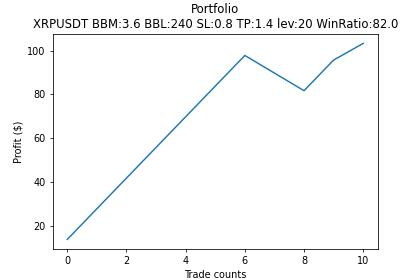 Portfolio
XRPUSDT BBM:3.6 BBL:240 SL:0.8 TP:1.4 lev:20 WinRatio:82.0
Profit ($)
100
80
60
40
20
0 2 4 6 8 10
Trade counts